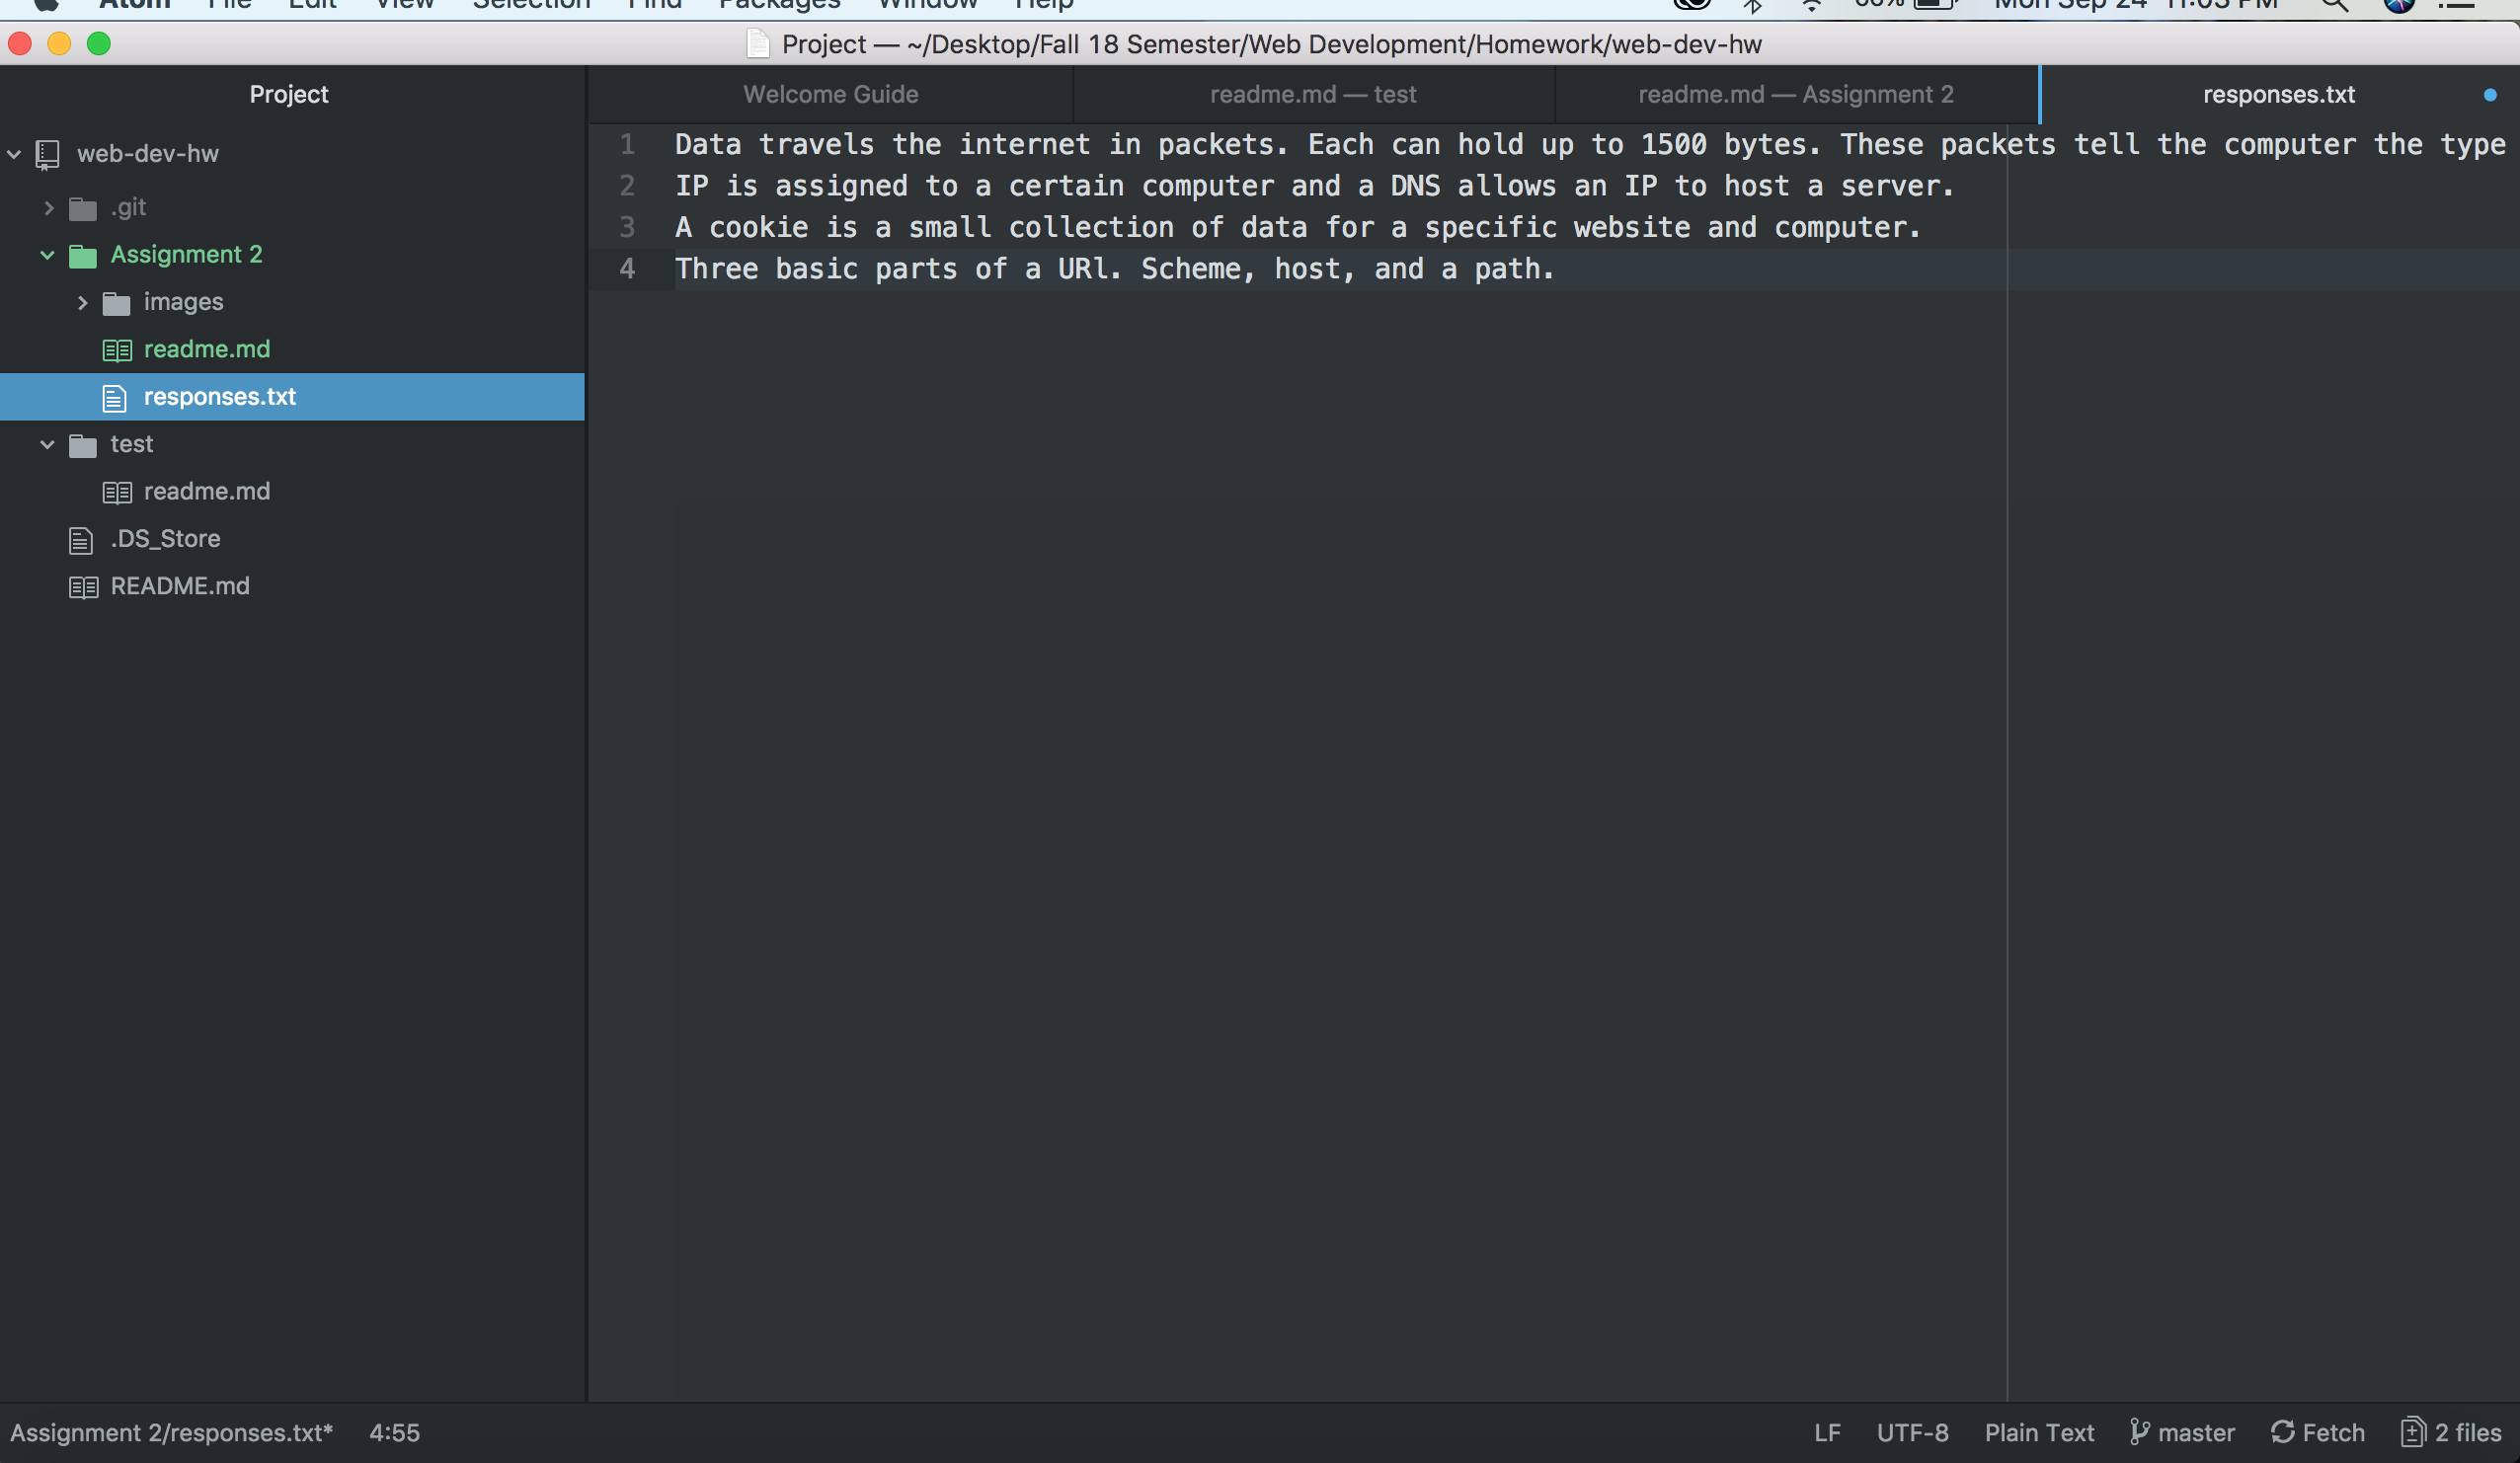 Atom File Edit View Selection Find Packages Window Help Mon Sep 24 11:03 PM
Project — ~/Desktop/Fall 18 Semester/Web Development/Homework/web-dev-hw
Project
Welcome Guide
readme.md — test
readme.md — Assignment 2
responses.txt
web-dev-hw
.git
Assignment 2
images
readme.md
responses.txt
test
readme.md
.DS_Store
README.md
1 Data travels the internet in packets. Each can hold up to 1500 bytes. These packets tell the computer the type
2 IP is assigned to a certain computer and a DNS allows an IP to host a server.
3 A cookie is a small collection of data for a specific website and computer.
4 Three basic parts of a URl. Scheme, host, and a path.
Assignment 2/responses.txt* 4:55
LF UTF-8 Plain Text master Fetch 2 files